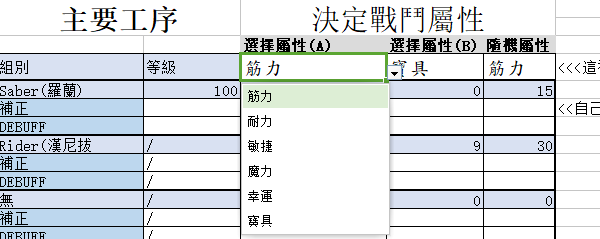 主要工序 決定戰鬥屬性
選擇屬性(A) 選擇屬性(B) 隨機屬性
組別 等級 筋力 寶具 筋力 <<<這
Saber(羅蘭) 100 0 15
補正 <<自己
DEBUFF
Rider(漢尼拔 / 9 30
補正 /
DEBUFF /
無 / 0 0
補正 /
DEBUFF /
筋力
耐力
敏捷
魔力
幸運
寶具